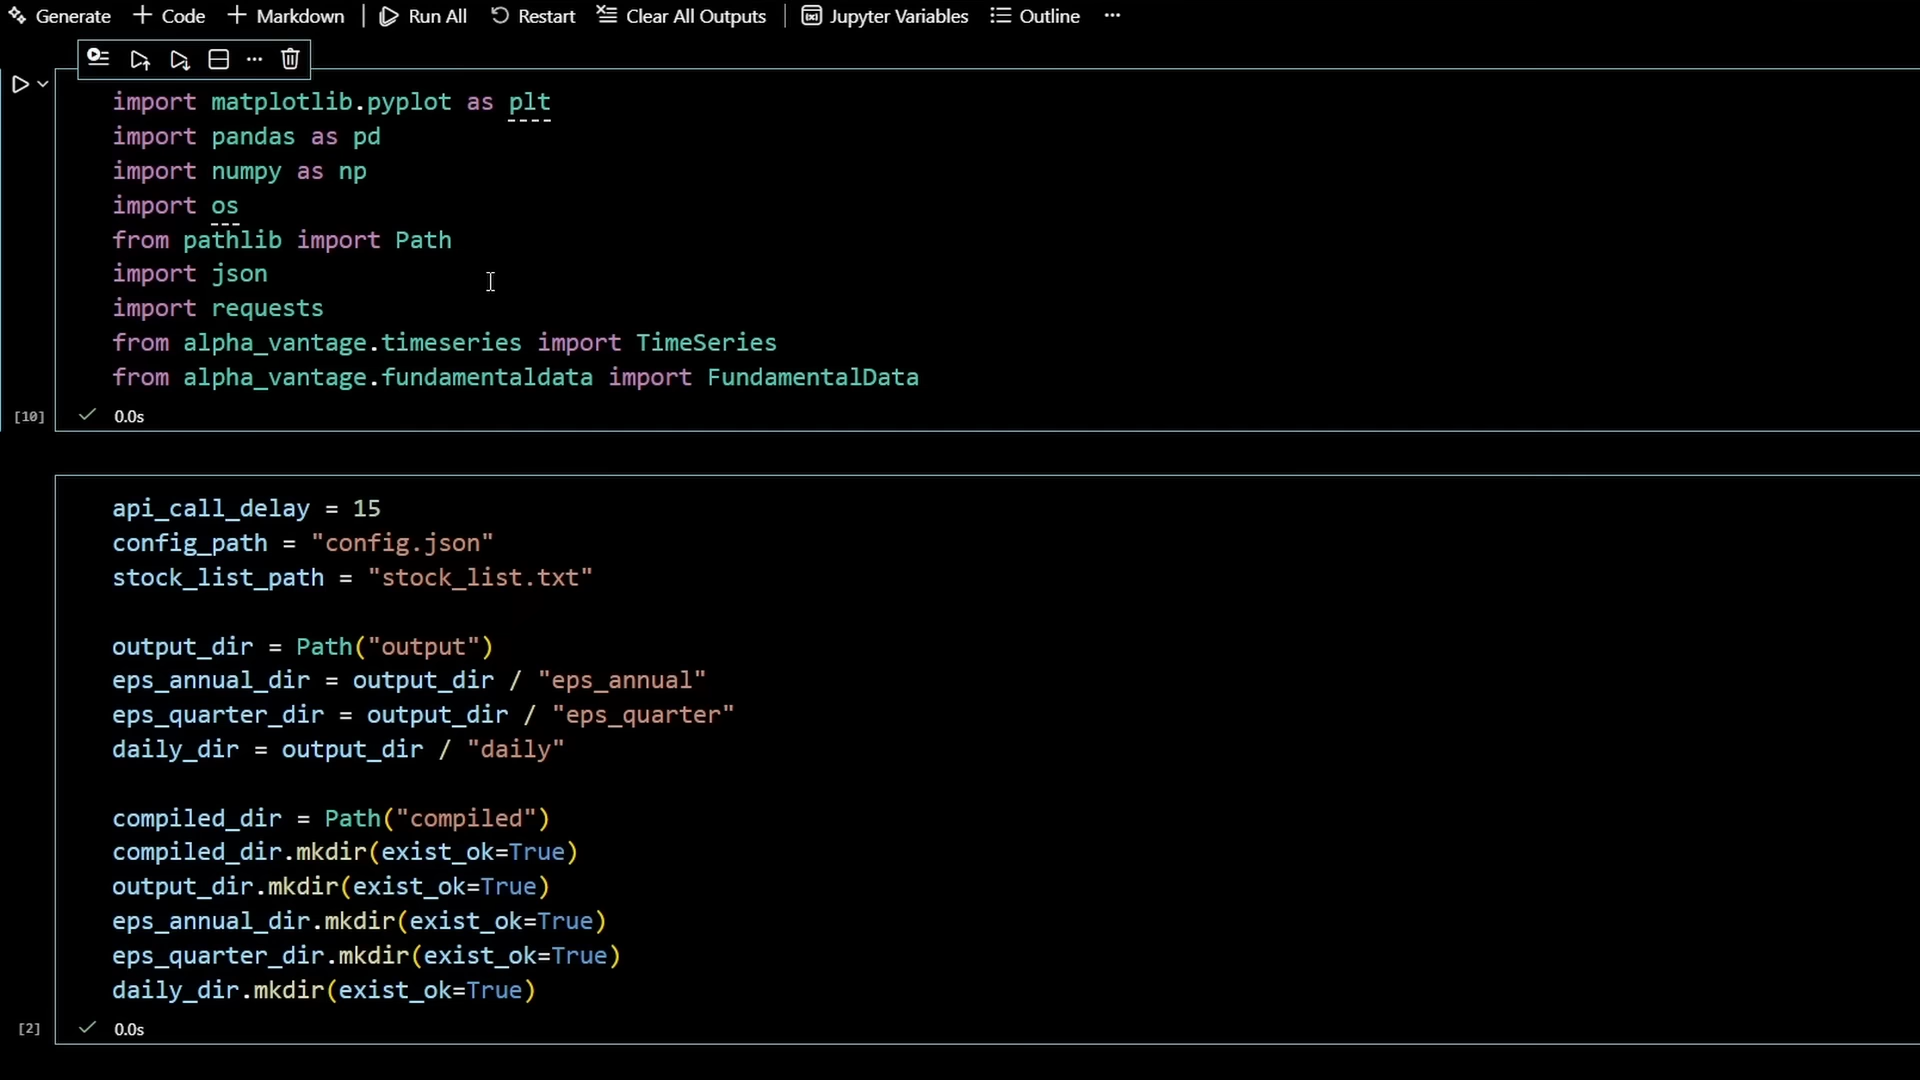 Generate + Code + Markdown | Run All Restart Clear All Outputs | Jupyter Variables Outline ...
import matplotlib.pyplot as plt
import pandas as pd
import numpy as np
import os
from pathlib import Path
import json
import requests
from alpha_vantage.timeseries import TimeSeries
from alpha_vantage.fundamentaldata import FundamentalData
[10] 0.0s
api_call_delay = 15
config_path = "config.json"
stock_list_path = "stock_list.txt"
output_dir = Path("output")
eps_annual_dir = output_dir / "eps_annual"
eps_quarter_dir = output_dir / "eps_quarter"
daily_dir = output_dir / "daily"
compiled_dir = Path("compiled")
compiled_dir.mkdir(exist_ok=True)
output_dir.mkdir(exist_ok=True)
eps_annual_dir.mkdir(exist_ok=True)
eps_quarter_dir.mkdir(exist_ok=True)
daily_dir.mkdir(exist_ok=True)
[2] 0.0s